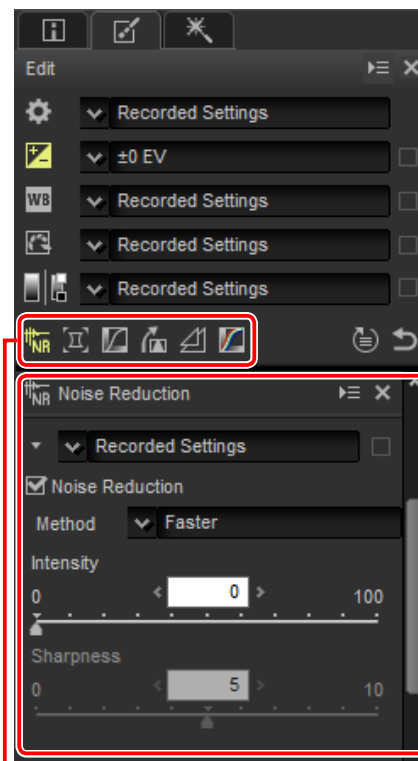 Edit
Recorded Settings
±0 EV
WB Recorded Settings
Recorded Settings
Recorded Settings
NR
NR Noise Reduction
Recorded Settings
Noise Reduction
Method Faster
Intensity
0 0 100
Sharpness
0 5 10